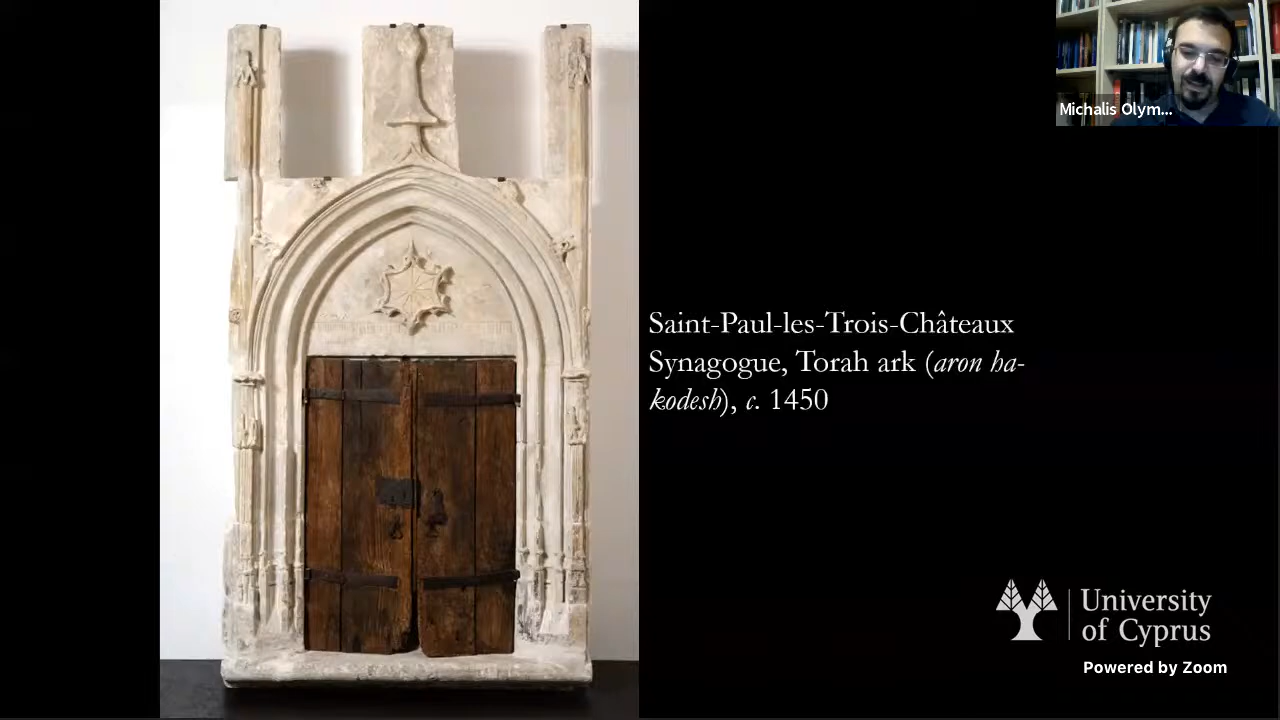 Michalis Olym...
Saint-Paul-les-Trois-Châteaux
Synagogue, Torah ark (aron ha-
kodesh), c. 1450
University
of Cyprus
Powered by Zoom